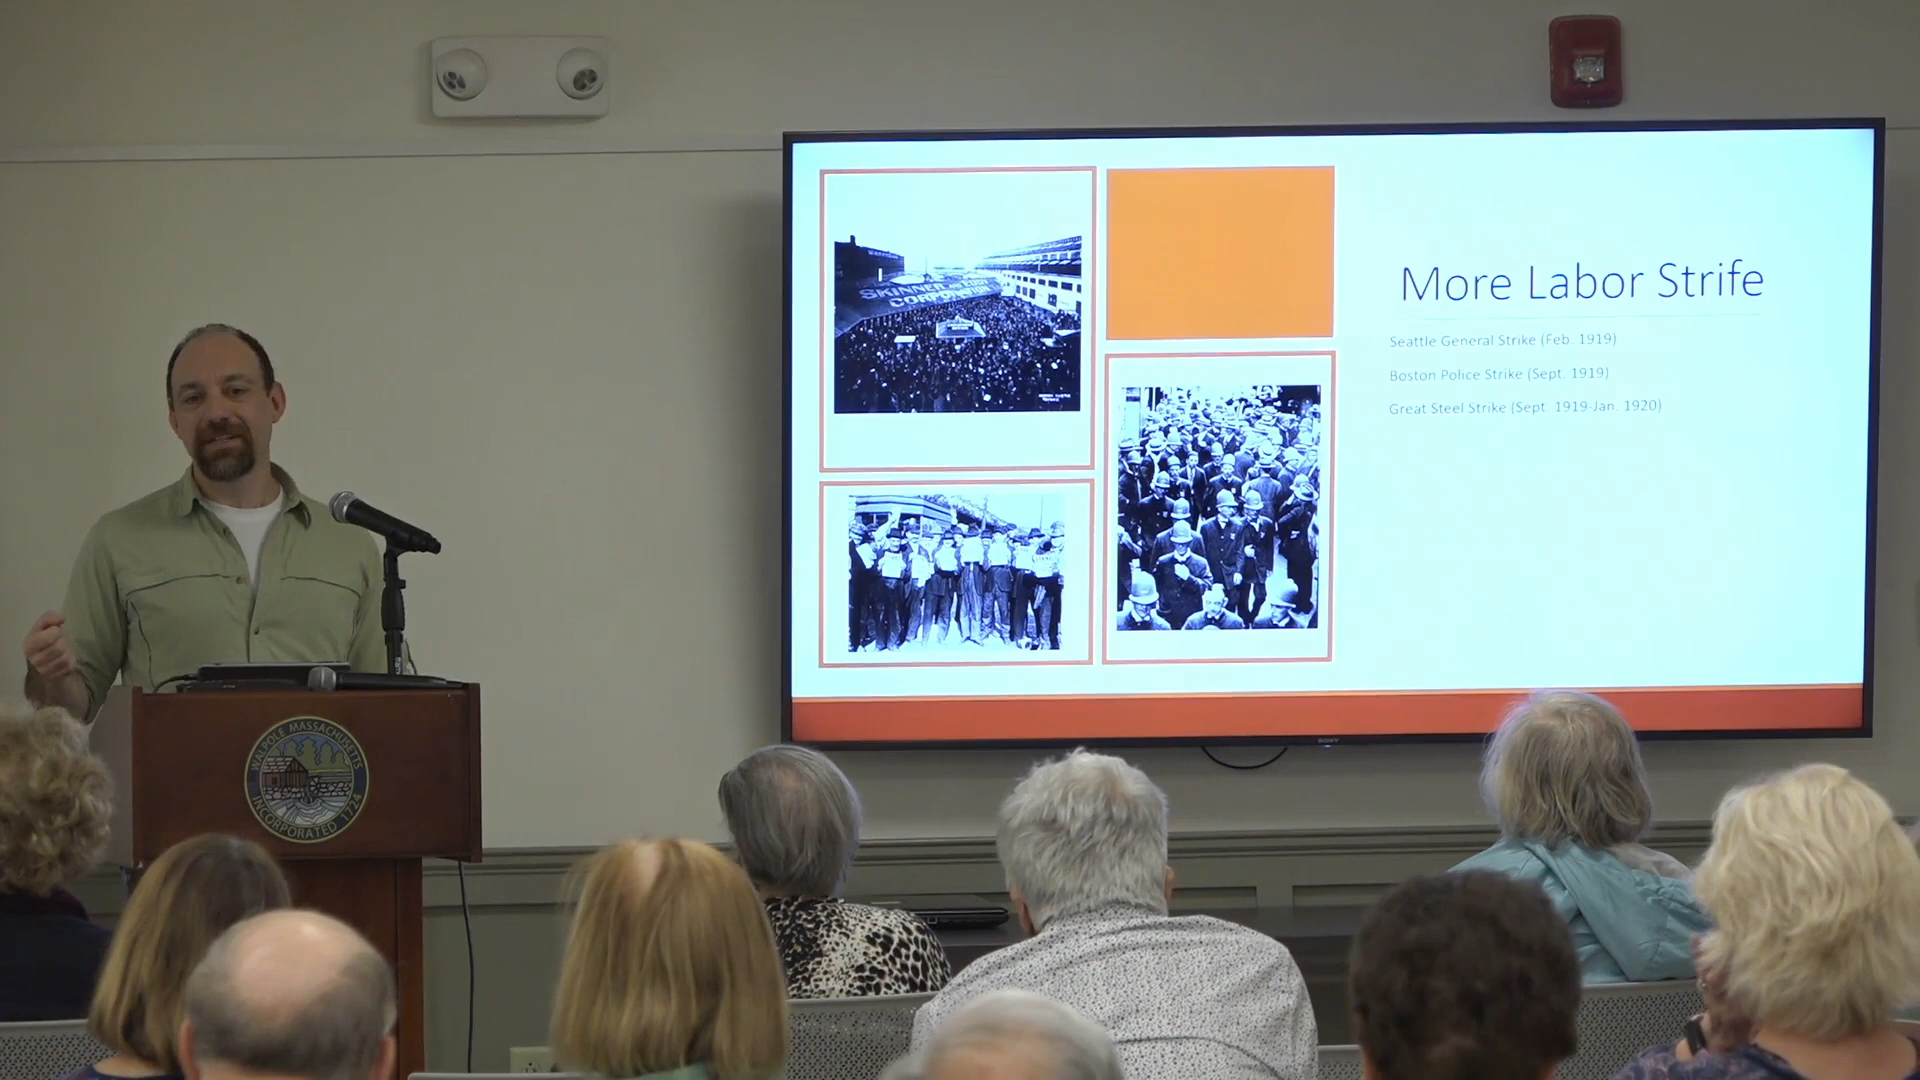 SKINNER
CORPORATION
More Labor Strife
Seattle General Strike (Feb. 1919)
Boston Police Strike (Sept. 1919)
Great Steel Strike (Sept. 1919-Jan. 1920)
SONY
WALPOLE MASSACHUSETTS
INCORPORATED 1724